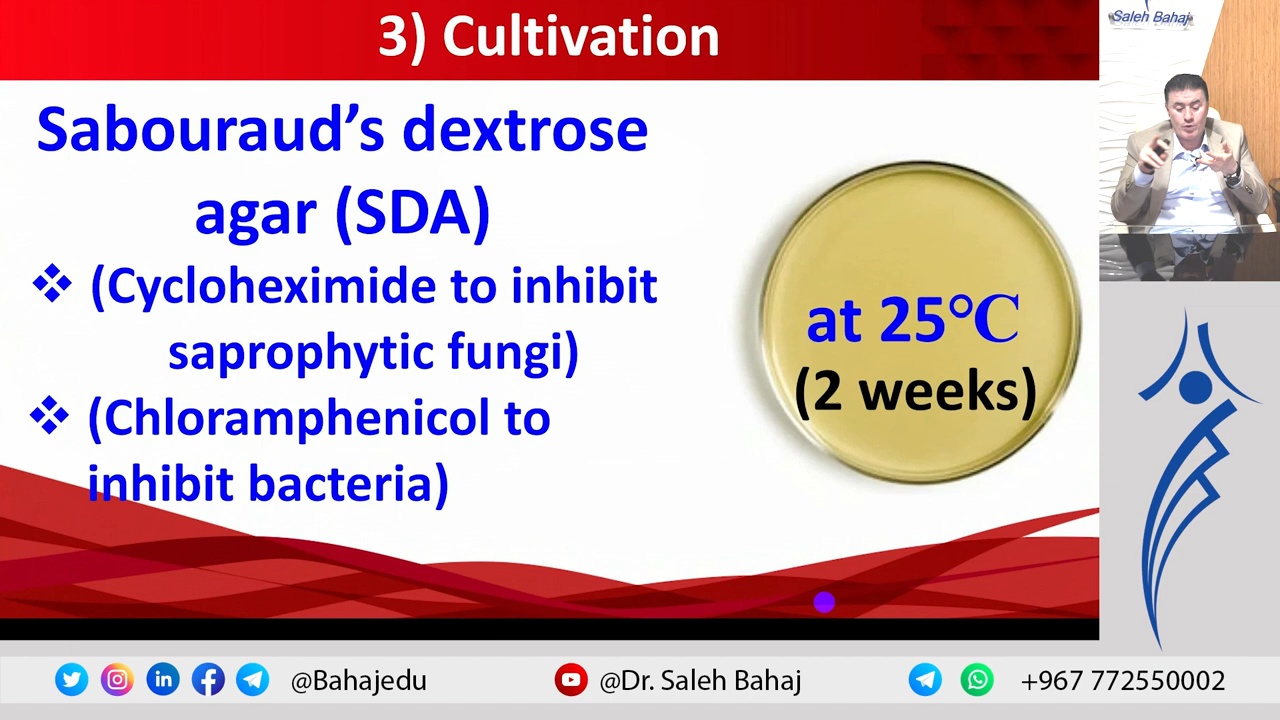 3) Cultivation
Saleh Bahaj
Sabouraud’s dextrose
agar (SDA)
❖ (Cycloheximide to inhibit
saprophytic fungi)
❖ (Chloramphenicol to
inhibit bacteria)
at 25℃
(2 weeks)
@Bahajedu
@Dr. Saleh Bahaj
+967 772550002